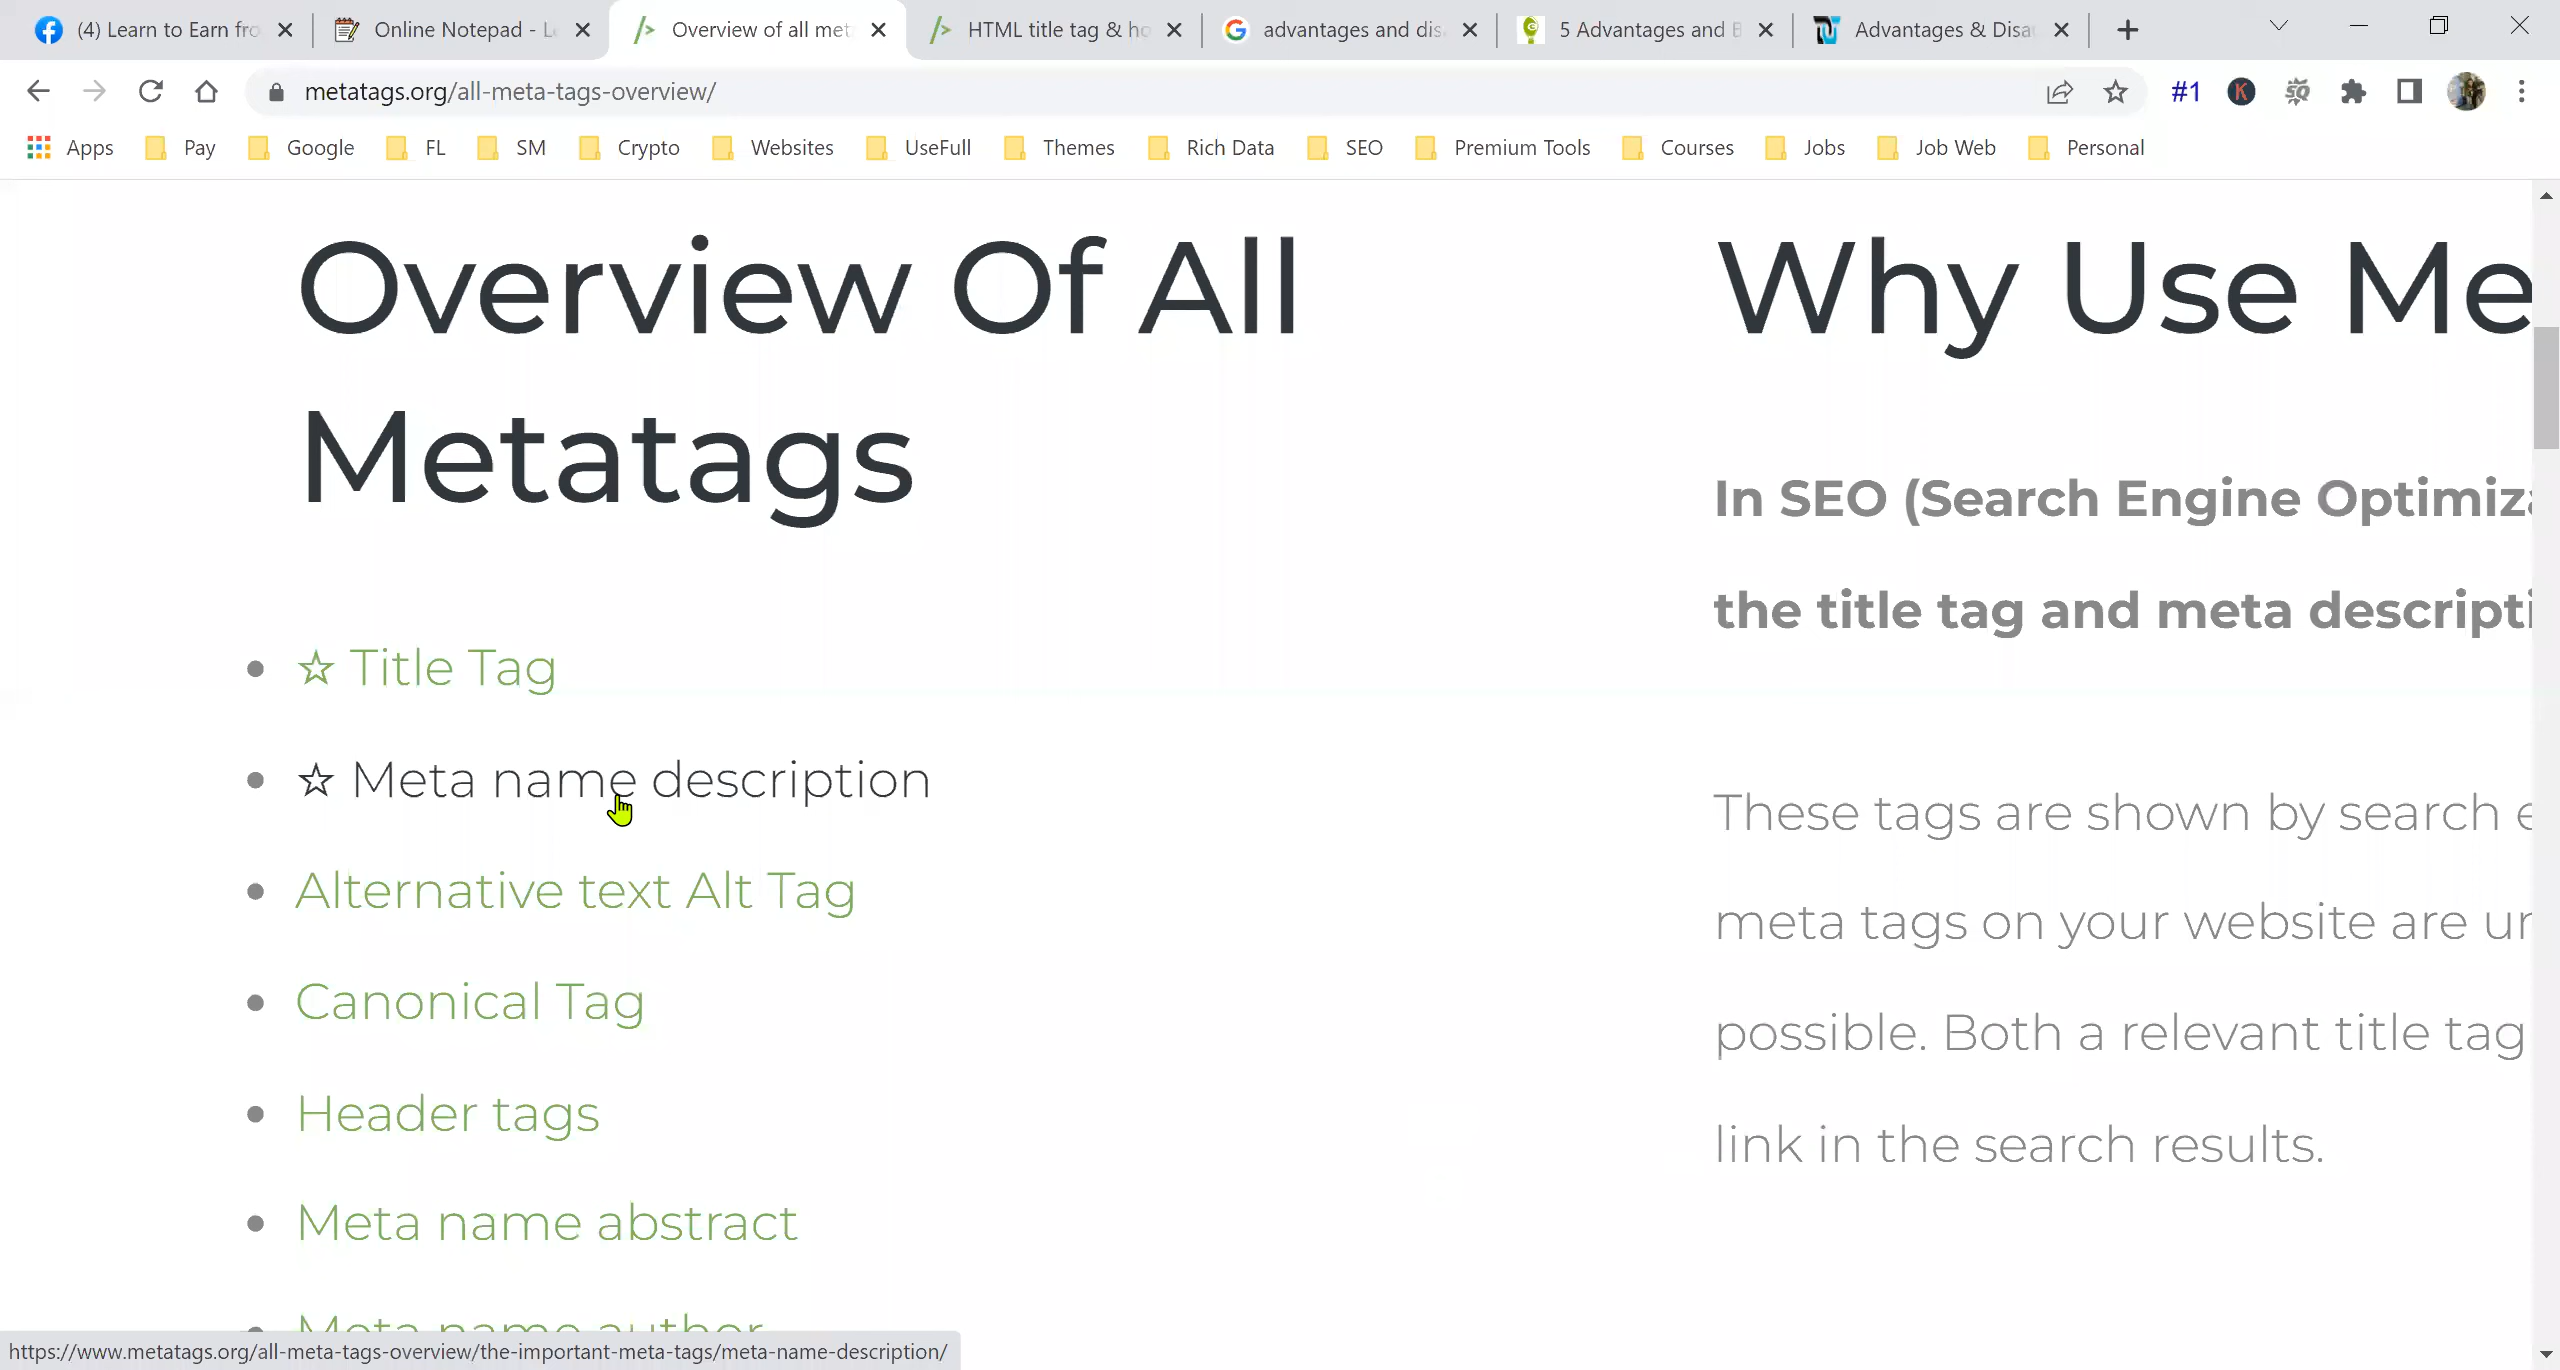 (4) Learn to Earn fro
Online Notepad - Le
Overview of all met
HTML title tag & ho
advantages and dis
5 Advantages and
Advantages & Disa
metatags.org/all-meta-tags-overview/
#1
Apps
Pay
Google
FL
SM
Crypto
Websites
UseFull
Themes
Rich Data
SEO
Premium Tools
Courses
Jobs
Job Web
Personal
Overview Of All
Metatags
☆ Title Tag
☆ Meta name description
Alternative text Alt Tag
Canonical Tag
Header tags
Meta name abstract
Meta name author
Why Use Me
In SEO (Search Engine Optimiza
the title tag and meta descripti
These tags are shown by search e
meta tags on your website are un
possible. Both a relevant title tag
link in the search results.
https://www.metatags.org/all-meta-tags-overview/the-important-meta-tags/meta-name-description/